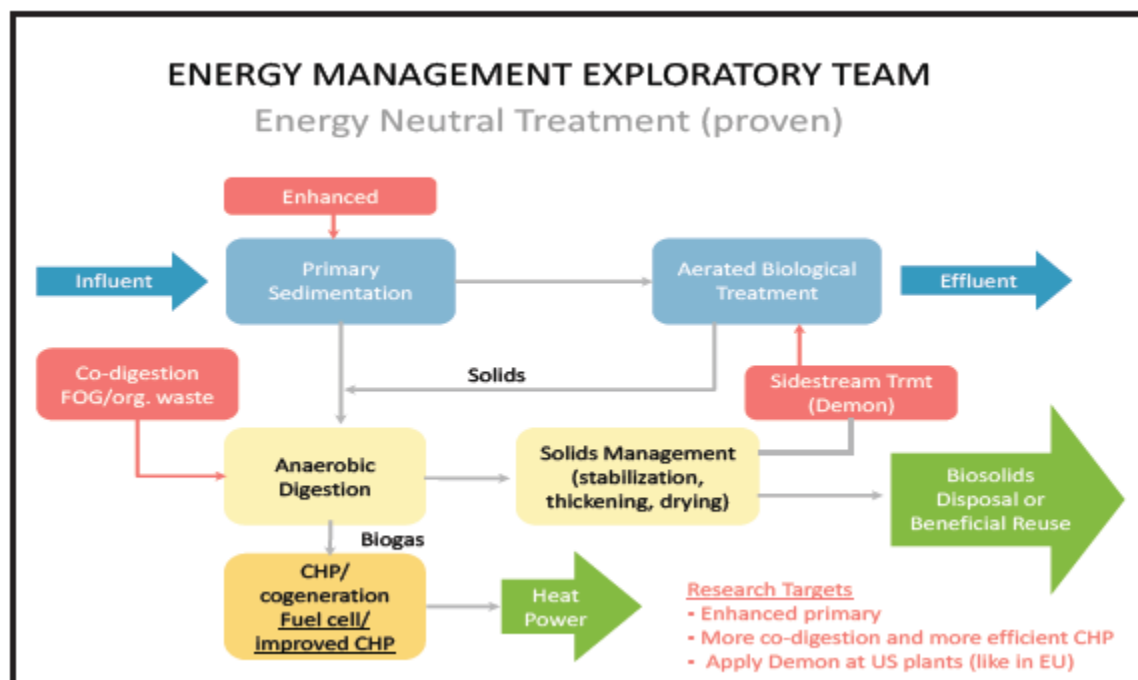 ENERGY MANAGEMENT EXPLORATORY TEAM
Energy Neutral Treatment (proven)
Enhanced
Influent
Primary
Sedimentation
Aerated Biological
Treatment
Effluent
Co-digestion
FOG/org. waste
Solids
Sidestream Trmt
(Demon)
Anaerobic
Digestion
Solids Management
(stabilization,
thickening, drying)
Biosolids
Disposal or
Beneficial Reuse
Biogas
CHP/
cogeneration
Fuel cell/
improved CHP
Heat
Power
Research Targets
- Enhanced primary
- More co-digestion and more efficient CHP
- Apply Demon at US plants (like in EU)